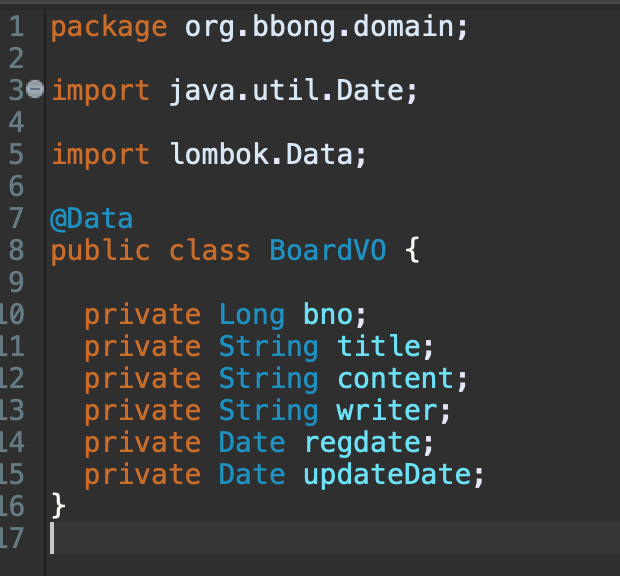 1 package org.bbong.domain;
2
3 import java.util.Date;
4
5 import lombok.Data;
6
7 @Data
8 public class BoardVO {
9
10 private Long bno;
11 private String title;
12 private String content;
13 private String writer;
14 private Date regdate;
15 private Date updateDate;
16 }
17